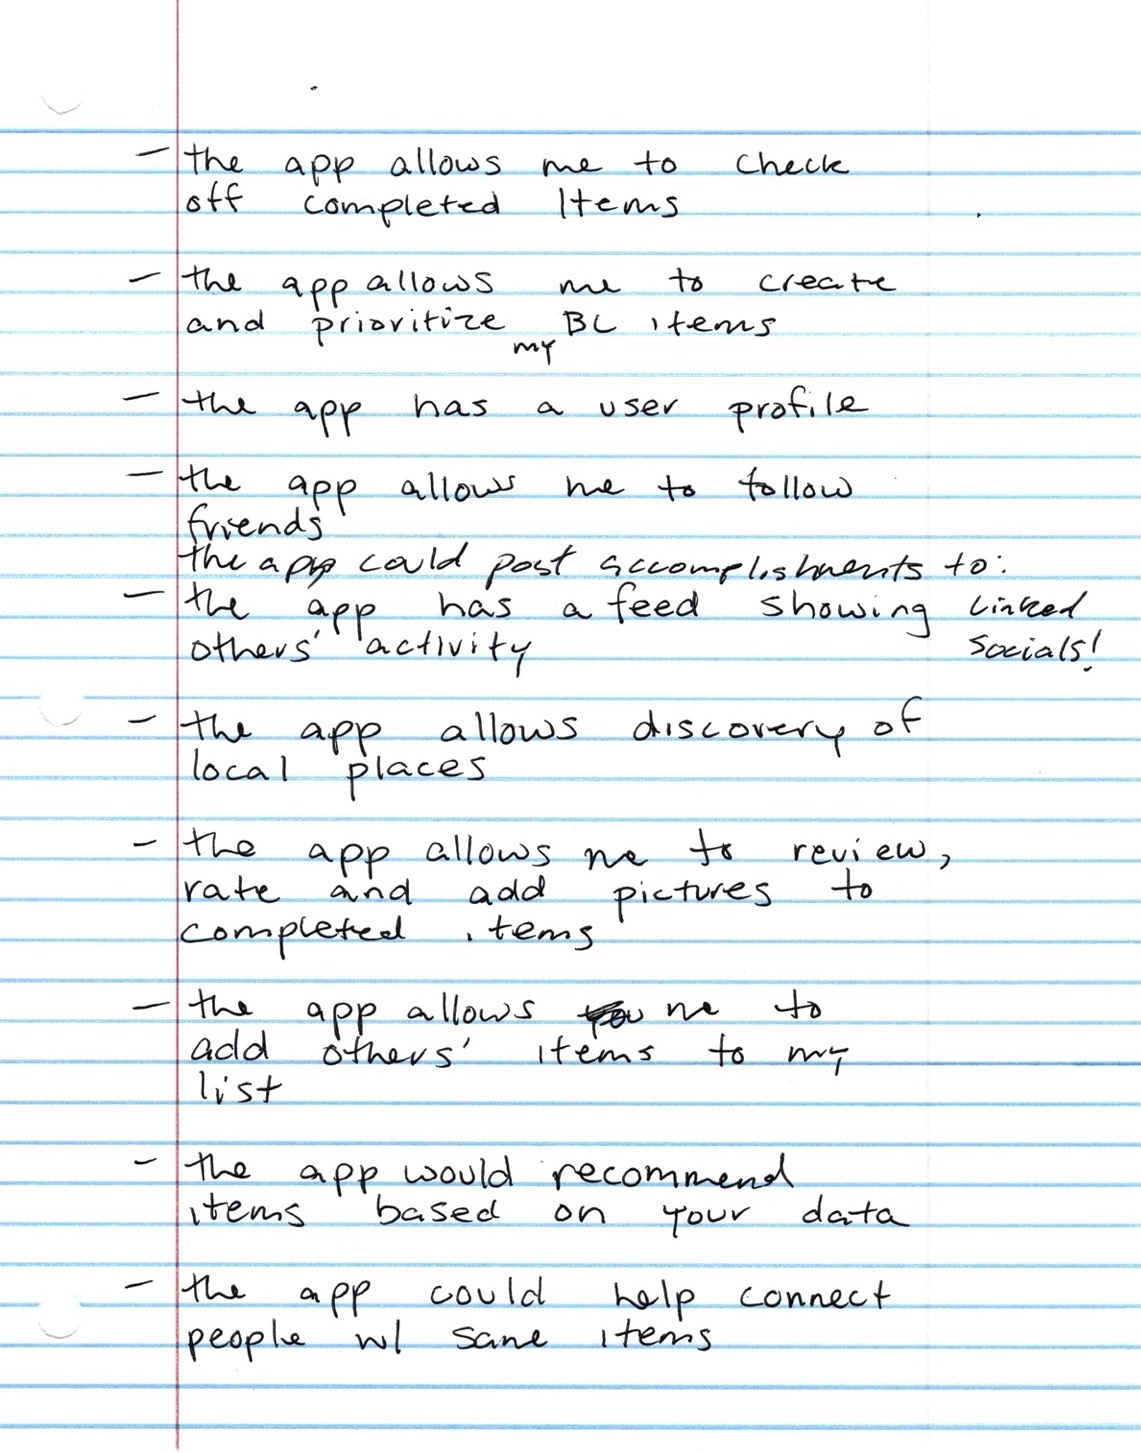 - the app allows me to check
off completed Items
- the app allows me to create
and prioritize my BL items
- the app has a user profile
- the app allows me to follow
friends
the app could post accomplishments to:
Linked
Socials!
- the app has a feed showing
others' activity
- the app allows discovery of
local places
- the app allows me to review,
rate and add pictures to
completed items
- the app allows me to
add others' items to my
list
- the app would recommend
items based on your data
- the app could help connect
people w/ same items